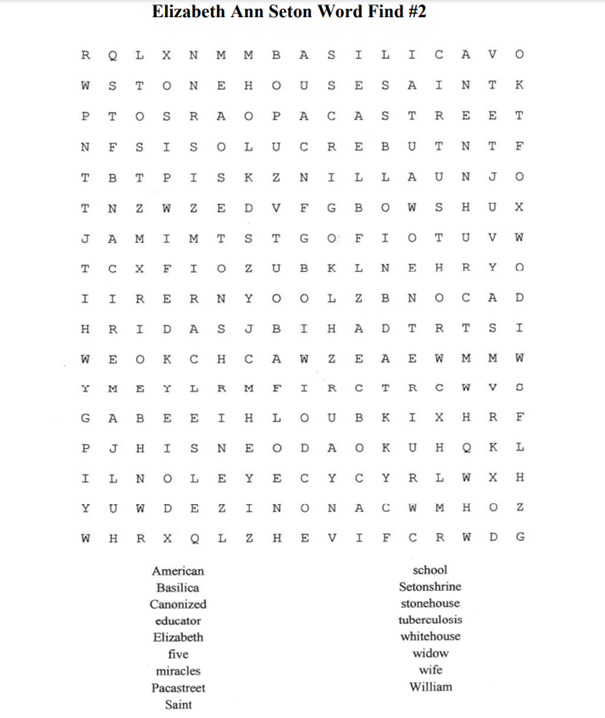 Elizabeth Ann Seton Word Find #2
R Q L X N M M B A S I L I C A V O
W S T O N E H O U S E S A I N T K
P T O S R A O P A C A S T R E E T
N F S I S O L U C R E B U T N T F
T B T P I S K Z N I L L A U N J O
T N Z W Z E D V F G B O W S H U X
J A M I M T S T G O F I O T U V W
T C X F I O Z U B K L N E H R Y O
I I R E R N Y O O L Z B N O C A D
H R I D A S J B I H A D T R T S I
W E O K C H C A W Z E A E W M M W
Y M E Y L R M F I R C T R C W V S
G A B E E I H L O U B K I X H R F
P J H I S N E O D A O K U H Q K L
I L N O L E Y E C Y C Y R L W X H
Y U W D E Z I N O N A C W M H O Z
W H R X Q L Z H E V I F C R W D G
American
Basilica
Canonized
educator
Elizabeth
five
miracles
Pacastreet
Saint
school
Setonshrine
stonehouse
tuberculosis
whitehouse
widow
wife
William